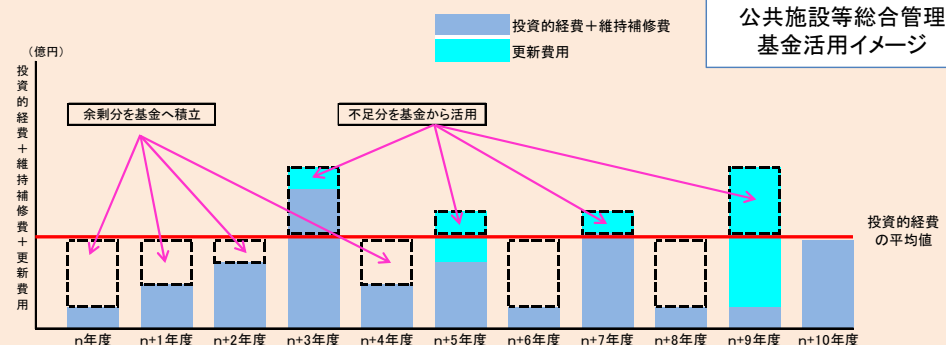 公共施設等総合管理
基金活用イメージ
投資的経費＋維持補修費
更新費用
（億円）
投資的経費＋維持補修費＋更新費用
余剰分を基金へ積立
不足分を基金から活用
投資的経費
の平均値
n年度 n+1年度 n+2年度 n+3年度 n+4年度 n+5年度 n+6年度 n+7年度 n+8年度 n+9年度 n+10年度